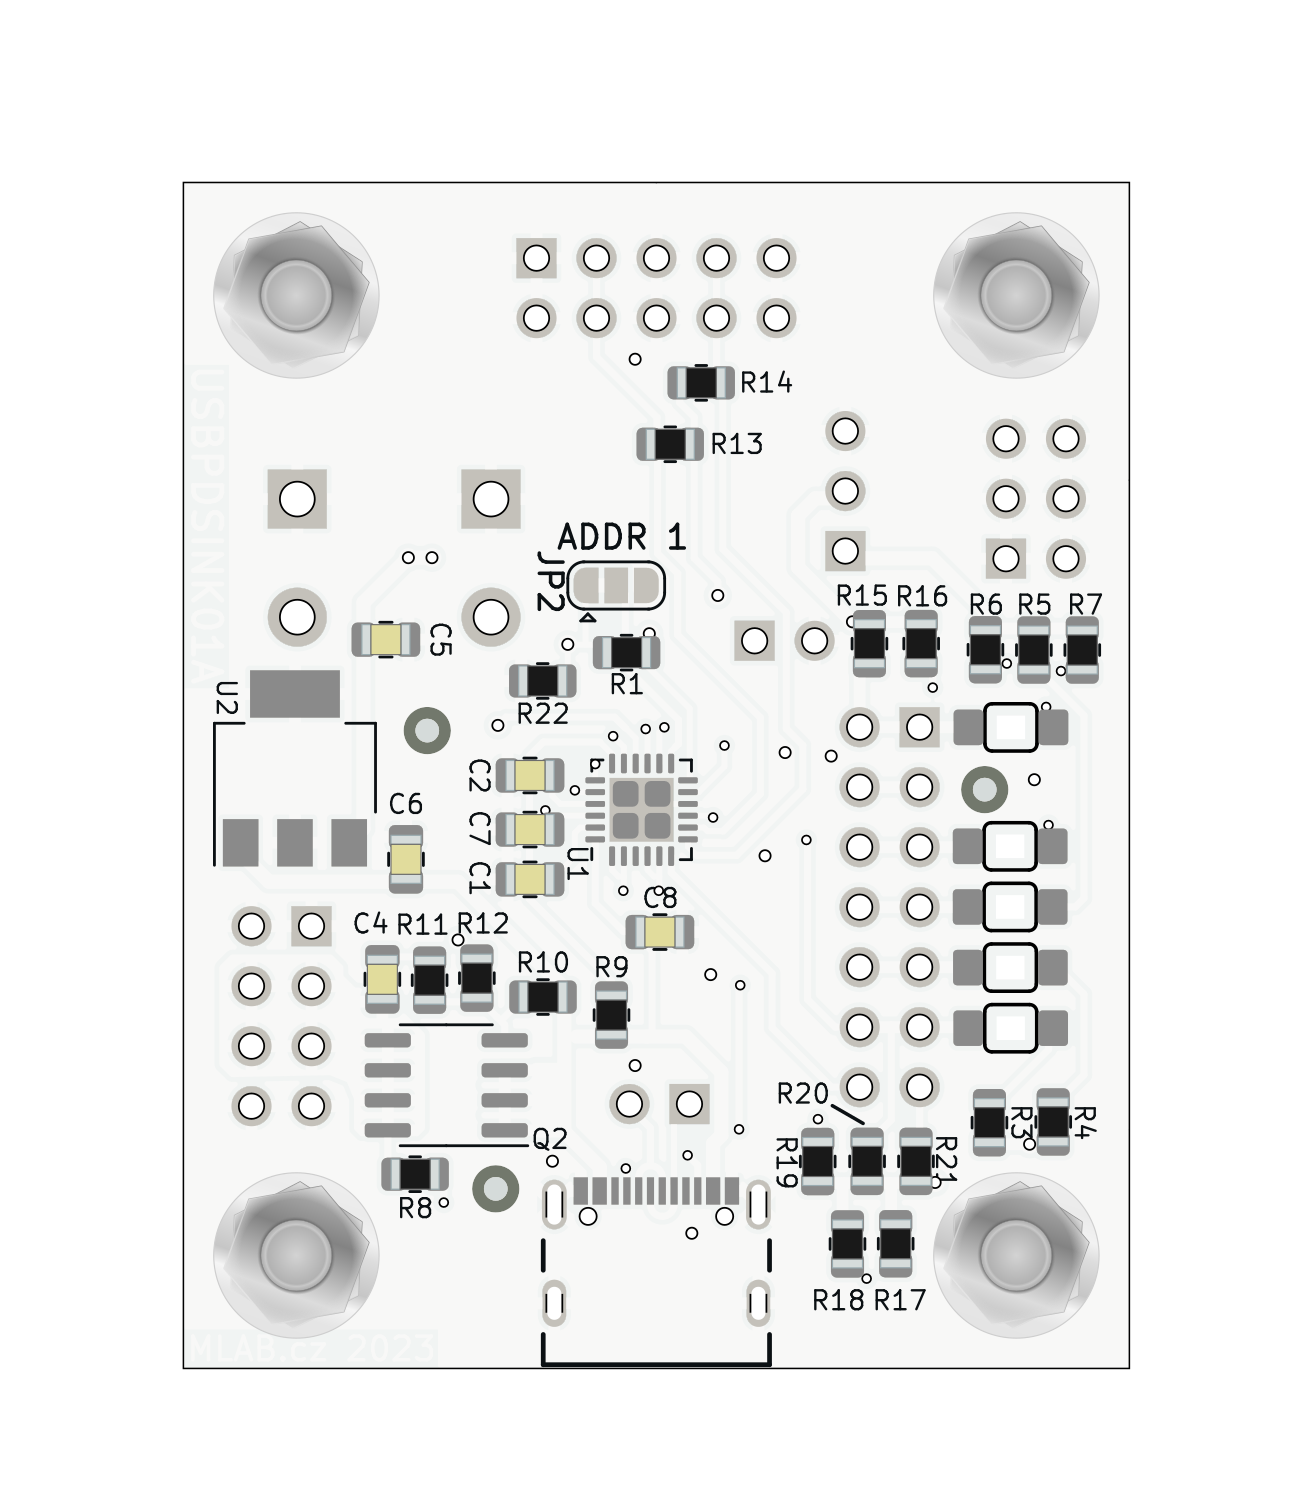 R14
R13
USBPDSINK01A
ADDR 1
JP2
R15
R16
R6
R5
R7
C5
R1
U2
R22
C2
C6
C7
U1
C1
C8
C4
R11
R12
R10
R9
R20
R3
R4
Q2
R19
R21
R8
R18
R17
MLAB.cz 2023